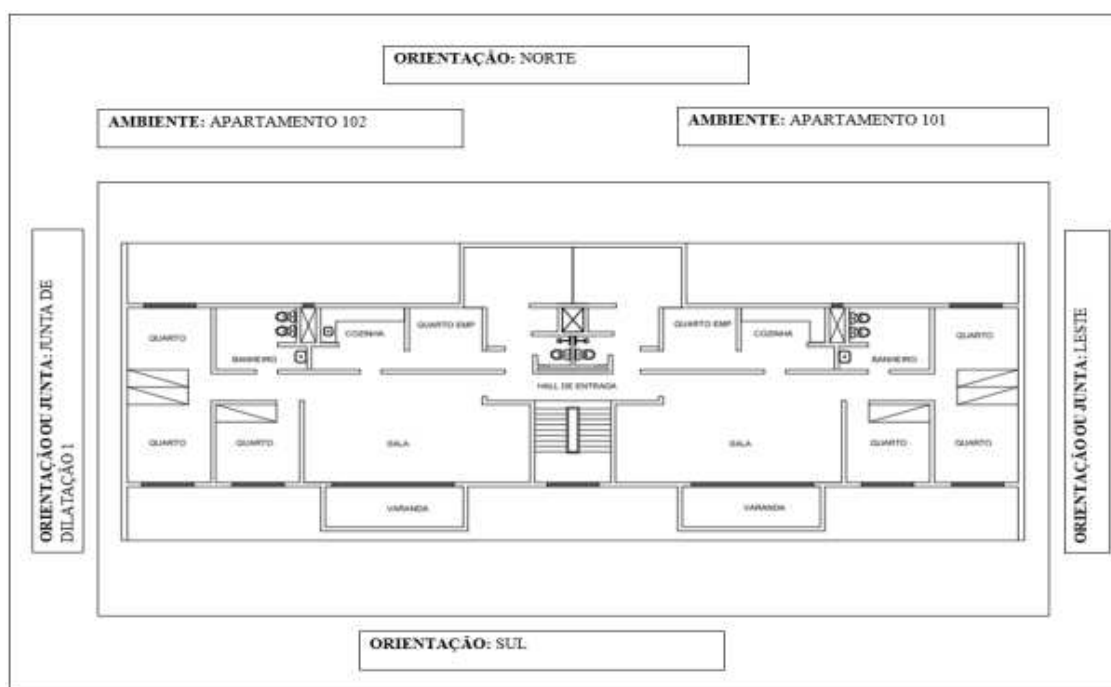 ORIENTAÇÃO: NORTE
AMBIENTE: APARTAMENTO 102
AMBIENTE: APARTAMENTO 101
ORIENTAÇÃO OU JUNTA: JUNTA DE
DILATAÇÃO 1
QUARTO
BANHEIRO
COZINHA
QUARTO EMP
HALL DE ENTRADA
QUARTO EMP
COZINHA
BANHEIRO
QUARTO
QUARTO
QUARTO
SALA
SALA
QUARTO
QUARTO
VARANDA
VARANDA
ORIENTAÇÃO OU JUNTA: LESTE
ORIENTAÇÃO: SUL